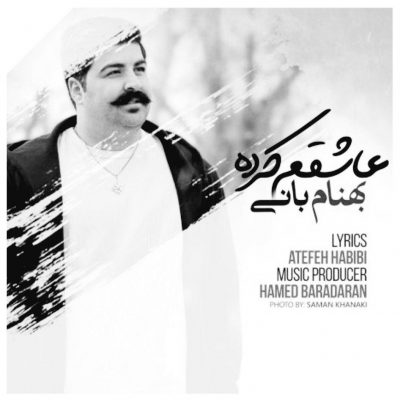 عاشقم کرده
بهنام بانی
LYRICS
ATEFEH HABIBI
MUSIC PRODUCER
HAMED BARADARAN
PHOTO BY: SAMAN KHANAKI